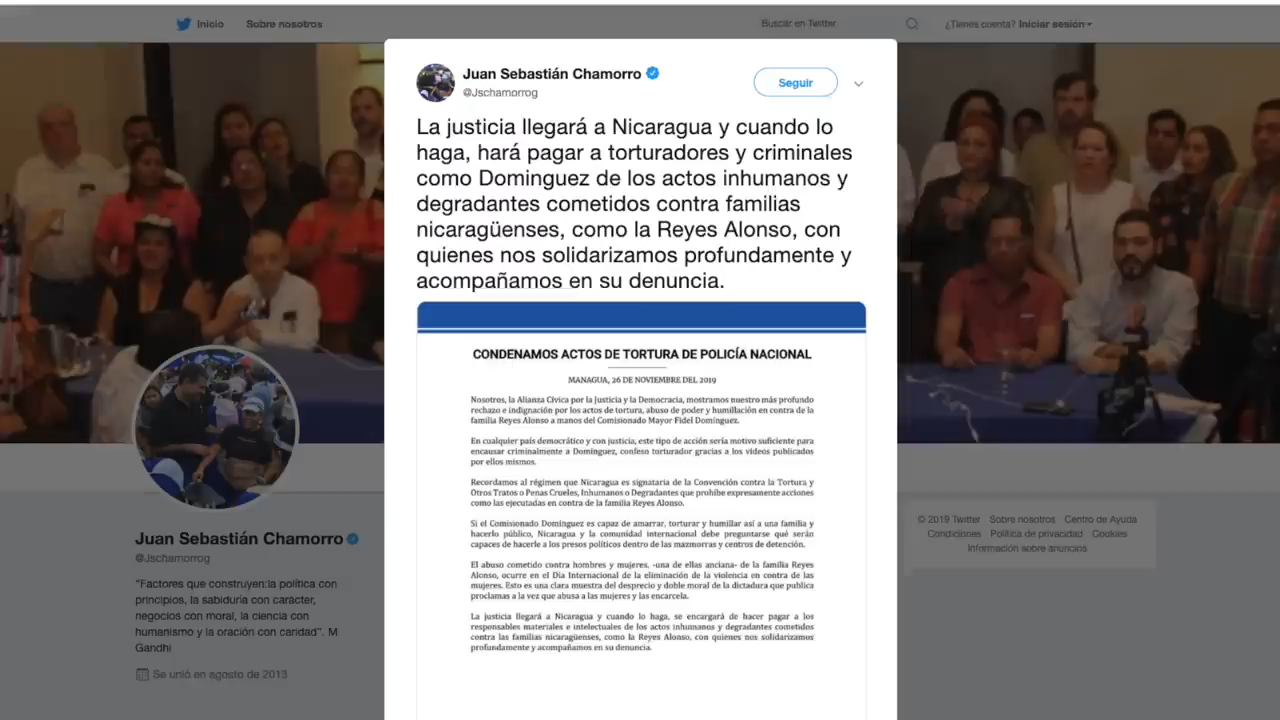 Inicio Sobre nosotros Buscar en Twitter ¿Tienes cuenta? Iniciar sesión
Juan Sebastián Chamorro
@Jschamorrog
Seguir
La justicia llegará a Nicaragua y cuando lo
haga, hará pagar a torturadores y criminales
como Dominguez de los actos inhumanos y
degradantes cometidos contra familias
nicaragüenses, como la Reyes Alonso, con
quienes nos solidarizamos profundamente y
acompañamos en su denuncia.
CONDENAMOS ACTOS DE TORTURA DE POLICÍA NACIONAL
MANAGUA, 26 DE NOVIEMBRE DEL 2019
Nosotros, la Alianza Cívica por la Justicia y la Democracia, mostramos nuestro más profundo
rechazo e indignación por los actos de tortura, abuso de poder y humillación en contra de la
familia Reyes Alonso a manos del Comisionado Mayor Fidel Domínguez.
En cualquier país democrático y con justicia, este tipo de acción sería motivo suficiente para
encausar criminalmente a Domínguez, confeso torturador gracias a los videos publicados
por ellos mismos.
Recordamos al régimen que Nicaragua es signataria de la Convención contra la Tortura y
Otros Tratos o Penas Crueles, Inhumanos o Degradantes que prohíbe expresamente acciones
como las ejecutadas en contra de la familia Reyes Alonso.
Si el Comisionado Domínguez es capaz de amarrar, torturar y humillar así a una familia y
hacerlo público, Nicaragua y la comunidad internacional debe preguntarse qué serán
capaces de hacerle a los presos políticos dentro de las mazmorras y centros de detención.
El abuso cometido contra hombres y mujeres, -una de ellas anciana- de la familia Reyes
Alonso, ocurre en el Día Internacional de la eliminación de la violencia en contra de las
mujeres. Esto es una clara muestra del desprecio y doble moral de la dictadura que publica
proclamas a la vez que abusa a las mujeres y las encarcela.
La justicia llegará a Nicaragua y cuando lo haga, se encargará de hacer pagar a los
responsables materiales e intelectuales de los actos inhumanos y degradantes cometidos
contra las familias nicaragüenses, como la Reyes Alonso, con quienes nos solidarizamos
profundamente y acompañamos en su denuncia.
Juan Sebastián Chamorro
@Jschamorrog
"Factores que construyen:la política con
principios, la sabiduría con carácter,
negocios con moral, la ciencia con
humanismo y la oración con caridad". M
Gandhi
Se unió en agosto de 2013
© 2019 Twitter Sobre nosotros Centro de Ayuda
Condiciones Política de privacidad Cookies
Información sobre anuncios